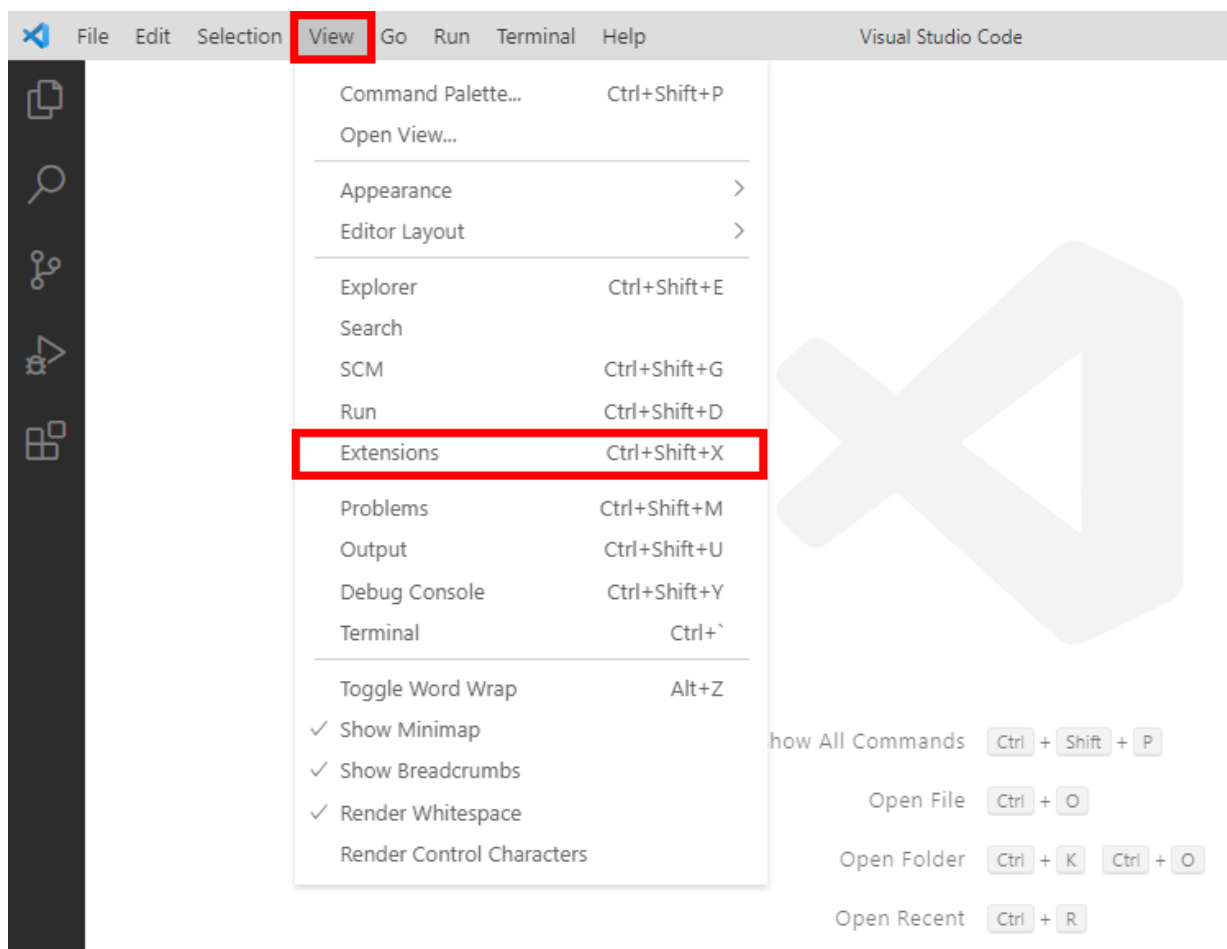 File Edit Selection View Go Run Terminal Help Visual Studio Code
Command Palette... Ctrl+Shift+P
Open View...
Appearance
Editor Layout
Explorer Ctrl+Shift+E
Search
SCM Ctrl+Shift+G
Run Ctrl+Shift+D
Extensions Ctrl+Shift+X
Problems Ctrl+Shift+M
Output Ctrl+Shift+U
Debug Console Ctrl+Shift+Y
Terminal Ctrl+`
Toggle Word Wrap Alt+Z
Show Minimap
Show Breadcrumbs
Render Whitespace
Render Control Characters
how All Commands Ctrl + Shift + P
Open File Ctrl + O
Open Folder Ctrl + K Ctrl + O
Open Recent Ctrl + R